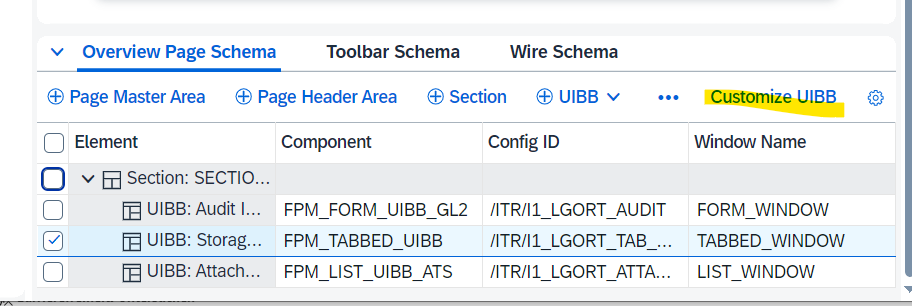 Overview Page Schema Toolbar Schema Wire Schema
Page Master Area Page Header Area Section UIBB ••• Customize UIBB
Element Component Config ID Window Name
Section: SECTIO...
UIBB: Audit I... FPM_FORM_UIBB_GL2 /ITR/I1_LGORT_AUDIT FORM_WINDOW
UIBB: Storag... FPM_TABBED_UIBB /ITR/I1_LGORT_TAB_... TABBED_WINDOW
UIBB: Attach... FPM_LIST_UIBB_ATS /ITR/I1_LGORT_ATTA... LIST_WINDOW